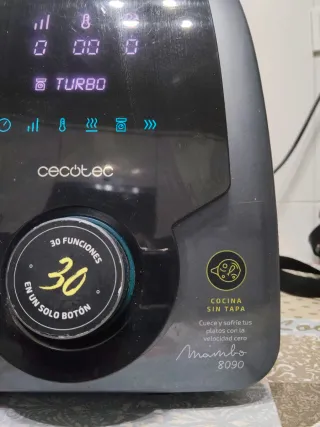 0 00 0
TURBO
cecotec
30 FUNCIONES
30
EN UN SOLO BOTÓN
COCINA
SIN TAPA
Cuece y sofríe tus
platos con la
velocidad cero
Mambo
8090